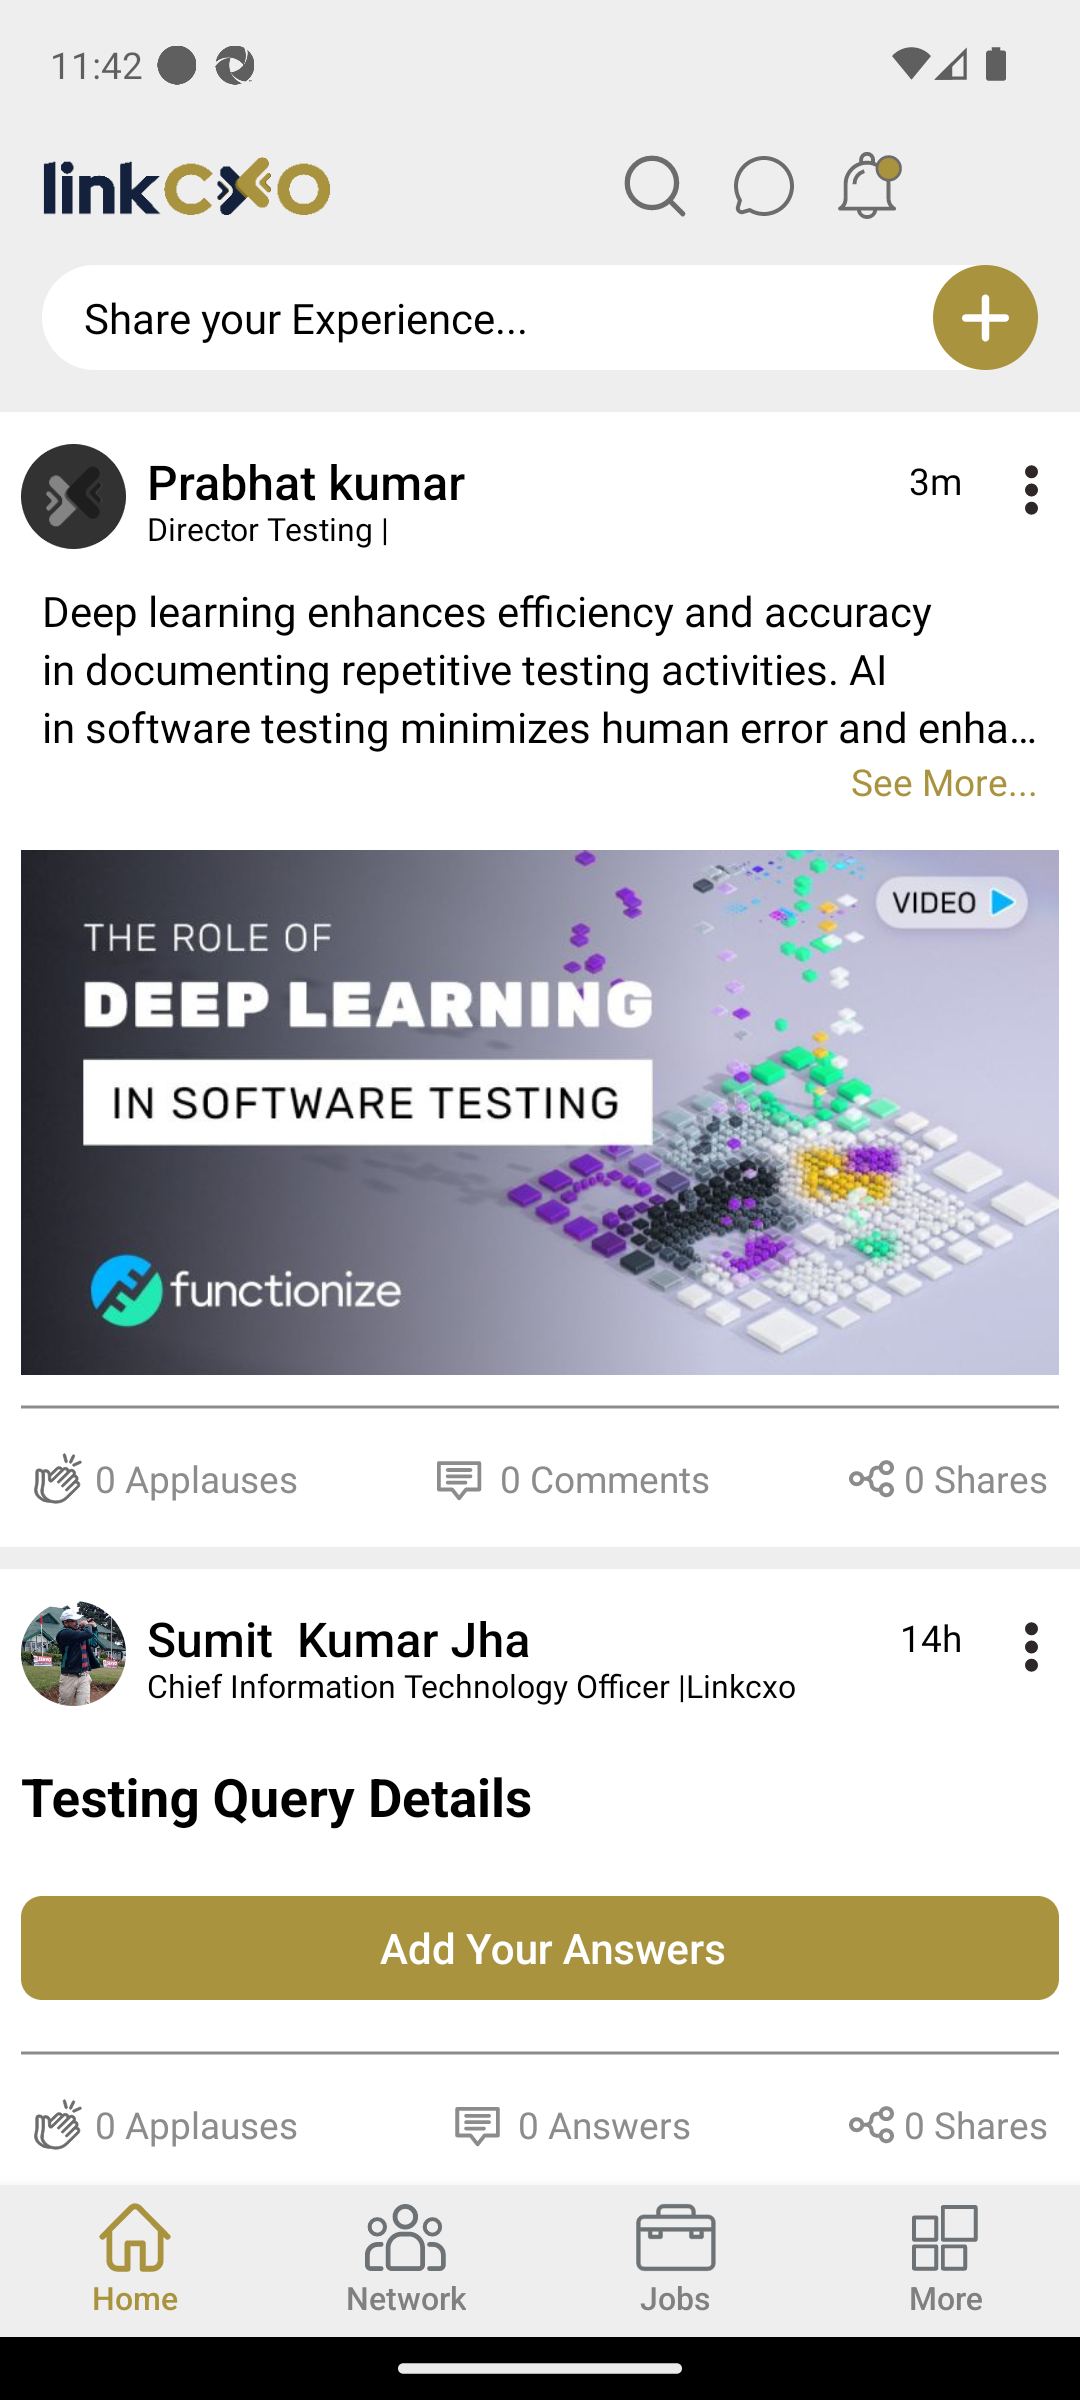 11:42
linkcxo
Share your Experience...
Prabhat kumar
3m
Director Testing |
Deep learning enhances efficiency and accuracy
in documenting repetitive testing activities. AI
in software testing minimizes human error and enha...
See More...
VIDEO
THE ROLE OF
DEEP LEARNING
IN SOFTWARE TESTING
functionize
0 Applauses
0 Comments
0 Shares
Sumit  Kumar Jha
14h
Chief Information Technology Officer |Linkcxo
Testing Query Details
Add Your Answers
0 Applauses
0 Answers
0 Shares
Home
Network
Jobs
More